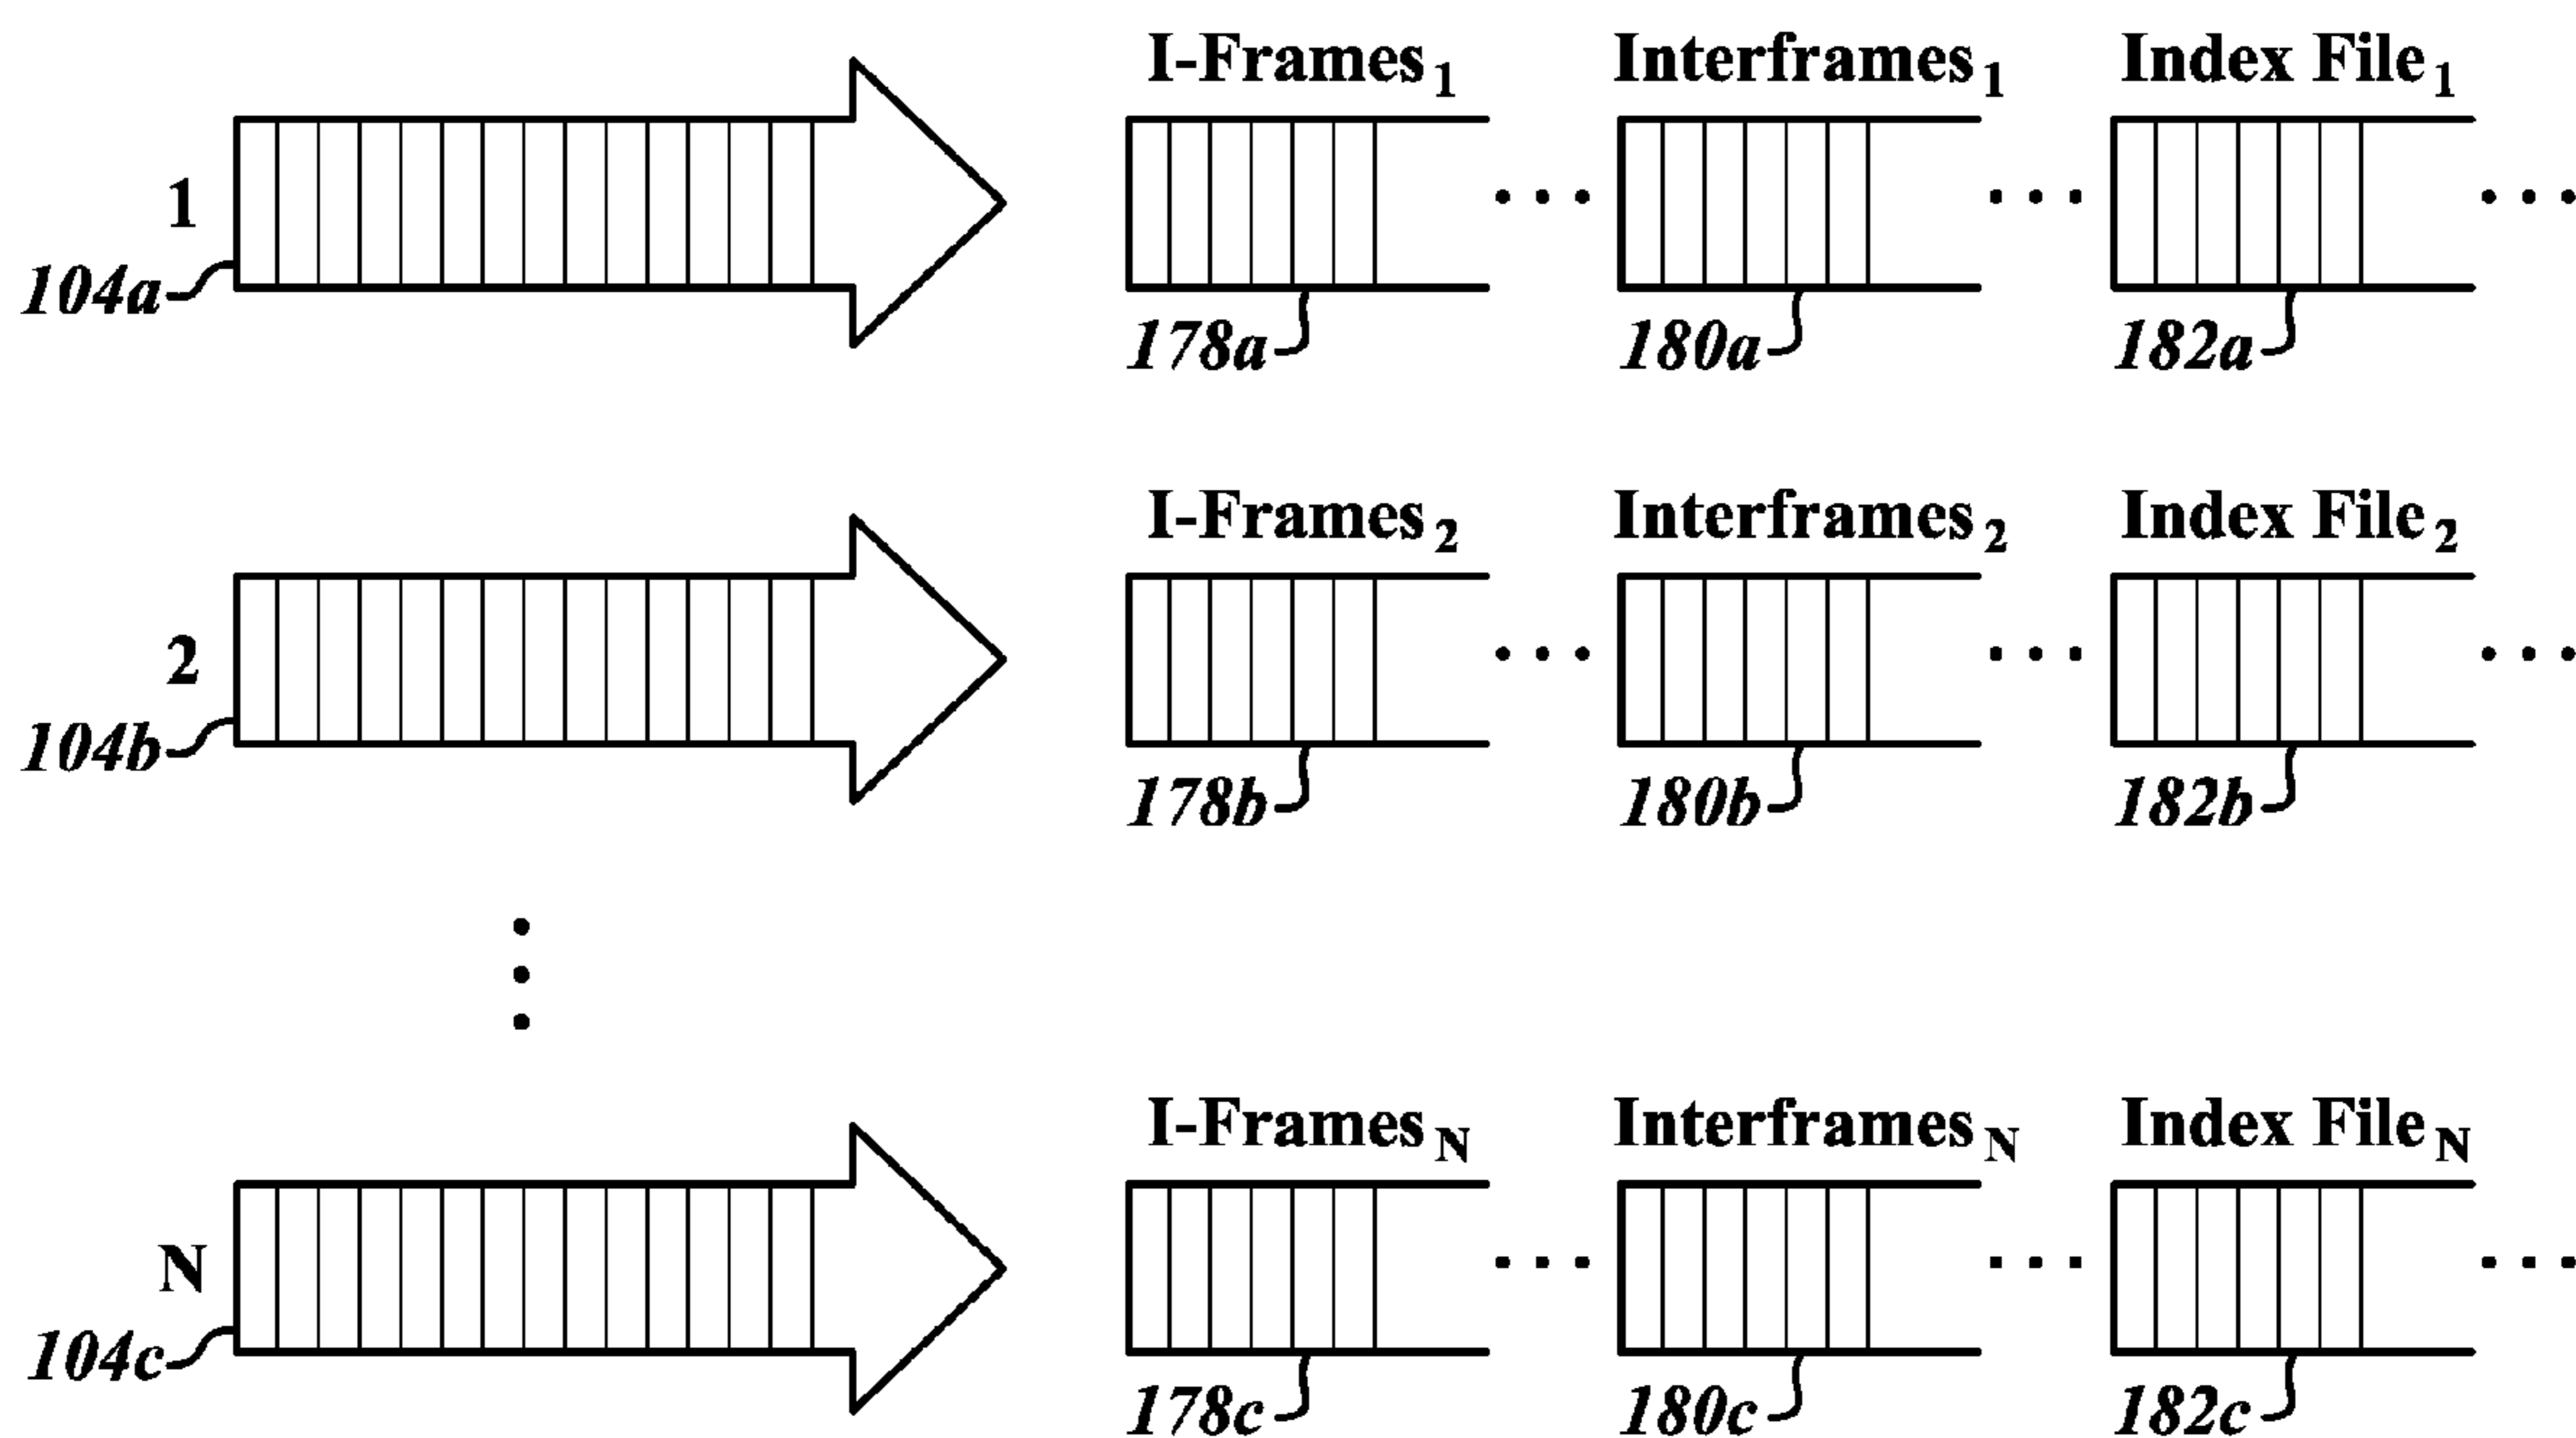 I-Frames1 Interframes1 Index File1
1
104a
178a 180a 182a
I-Frames2 Interframes2 Index File2
2
104b
178b 180b 182b
I-FramesN InterframesN Index FileN
N
104c
178c 180c 182c